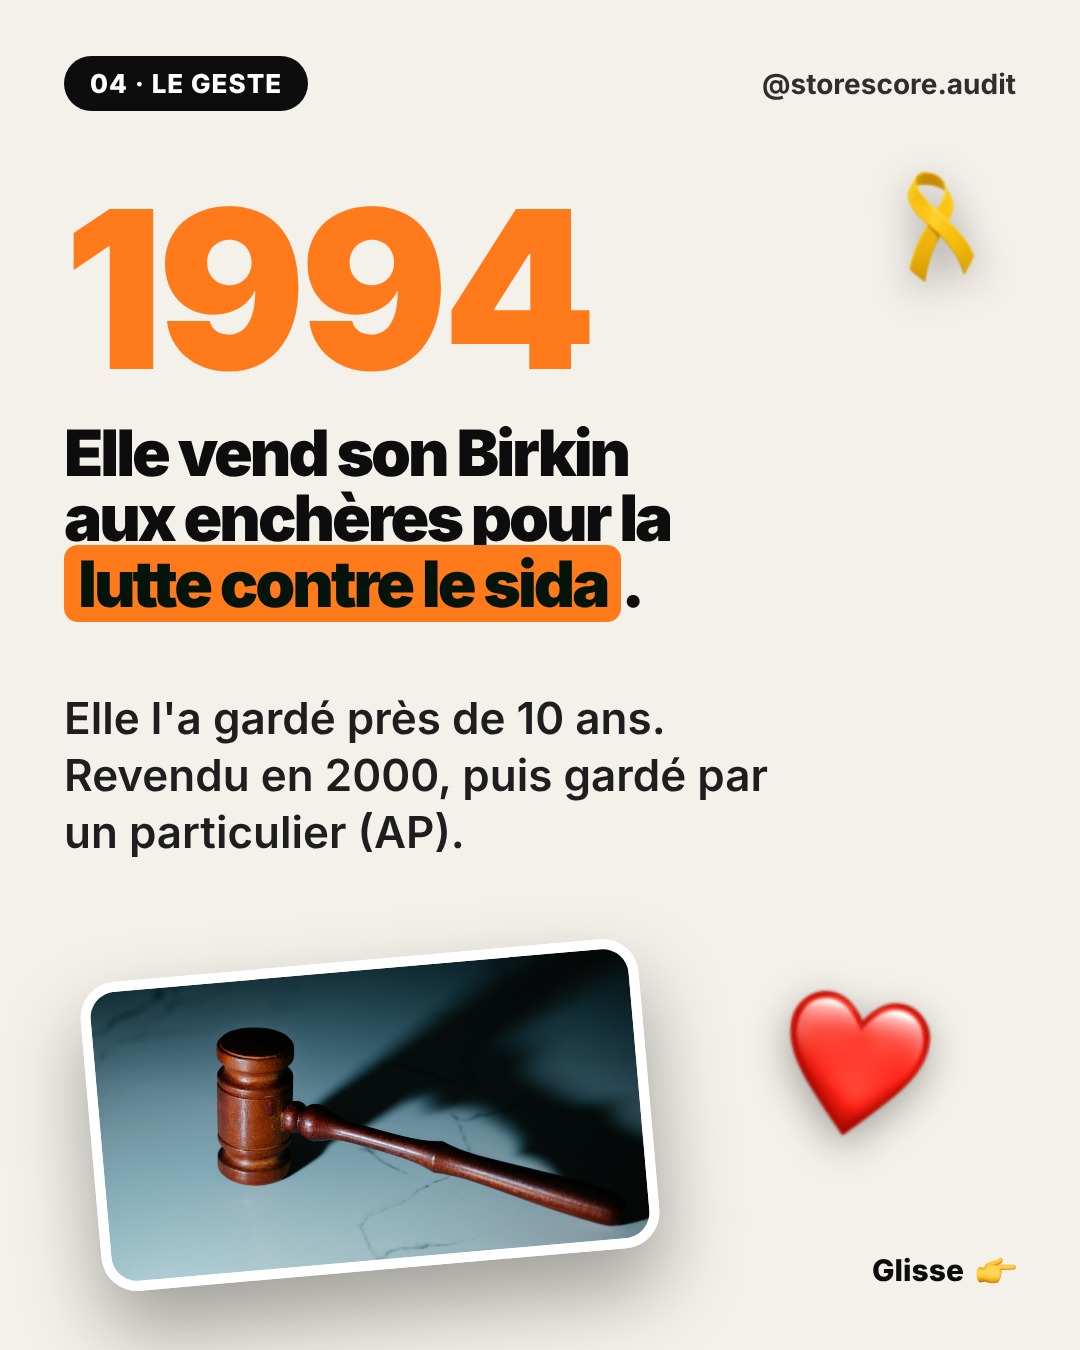 04 · LE GESTE
@storescore.audit
1994
Elle vend son Birkin
aux enchères pour la
lutte contre le sida.
Elle l'a gardé près de 10 ans.
Revendu en 2000, puis gardé par
un particulier (AP).
Glisse 👉